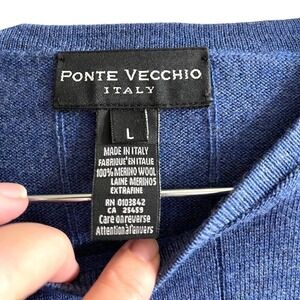 PONTE VECCHIO
ITALY
L
MADE IN ITALY
FABRIQUÉ EN ITALIE
100% MERINO WOOL
LAINE MERINOS
EXTRAFINE
RN 0103842
CA 25459
Care on reverse
Attention à l'anvers